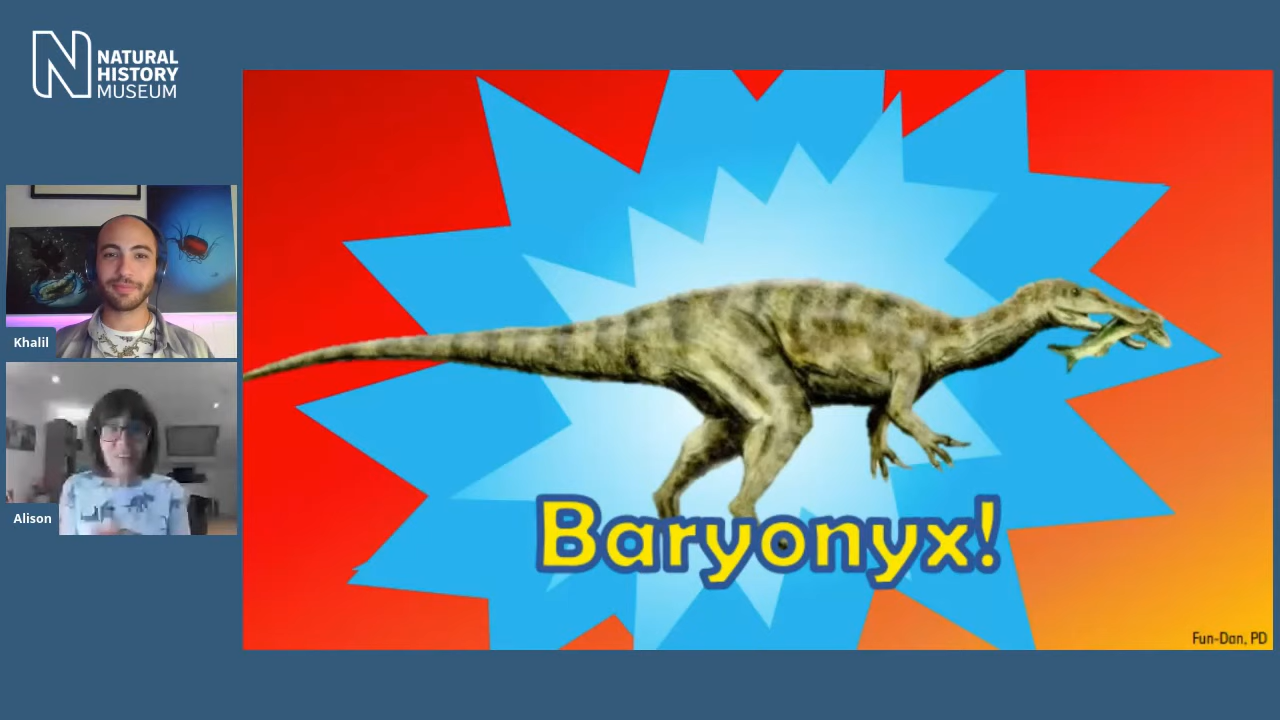 NATURAL
HISTORY
MUSEUM
Khalil
Alison
Baryonyx!
Fun-Dan, PD